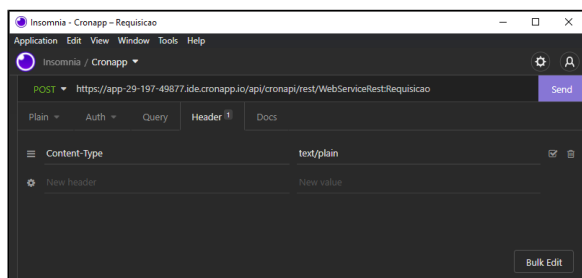 Insomnia - Cronapp – Requisicao
Application Edit View Window Tools Help
Insomnia / Cronapp
POST https://app-29-197-49877.ide.cronapp.io/api/cronapi/rest/WebServiceRest:Requisicao Send
Plain Auth Query Header 1 Docs
Content-Type text/plain
New header New value
Bulk Edit